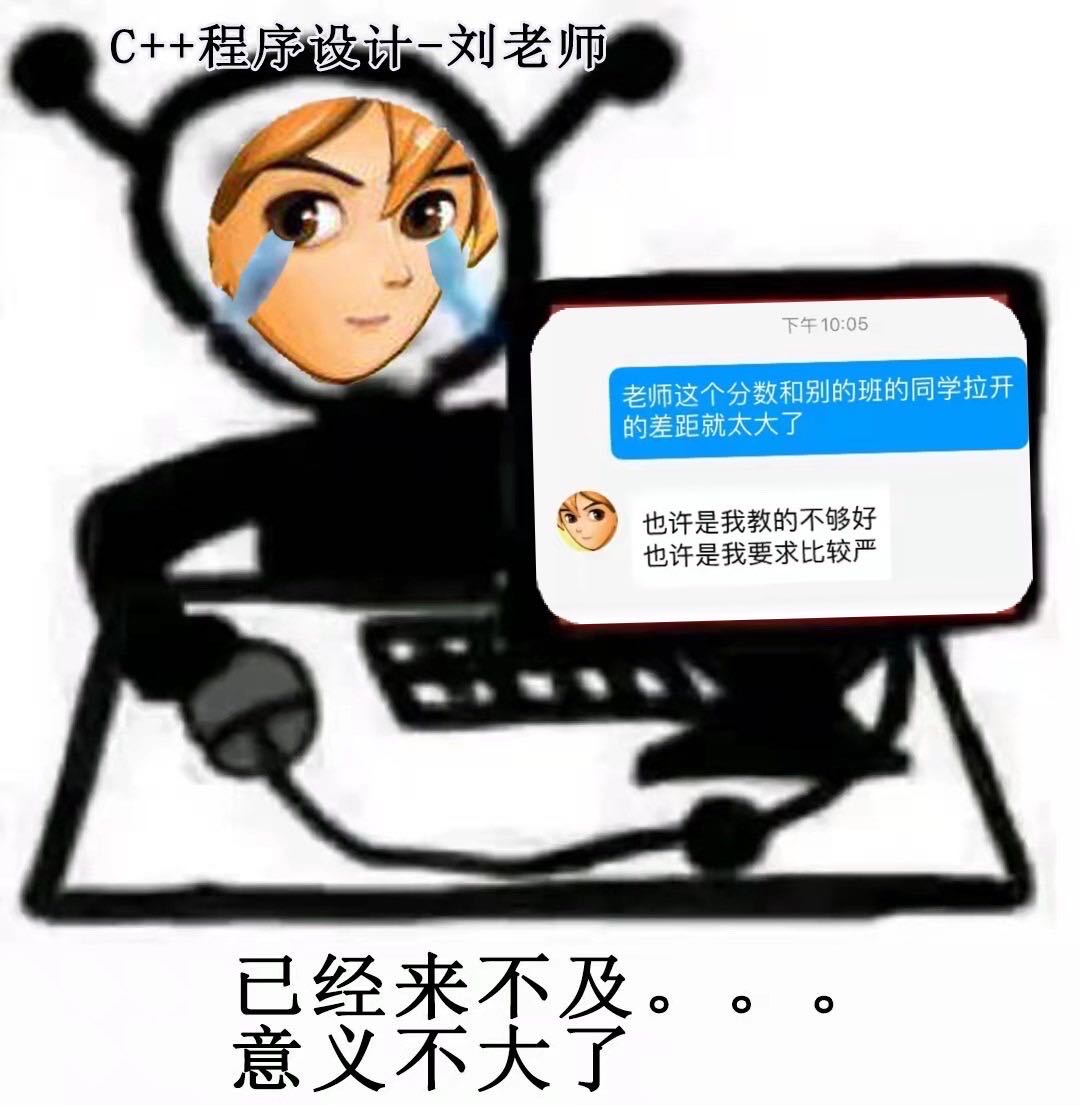 C++程序设计-刘老师
下午10:05
老师这个分数和别的班的同学拉开
的差距就太大了
也许是我教的不够好
也许是我要求比较严
已经来不及。。。
意义不大了